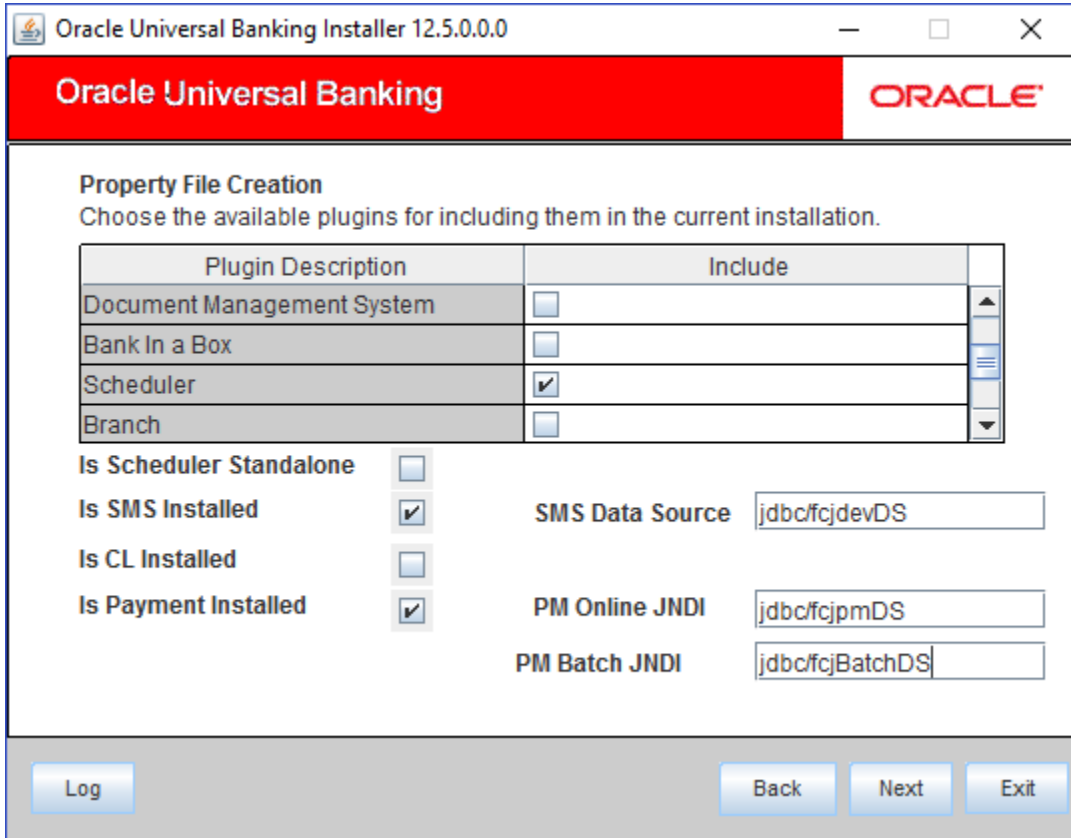 Oracle Universal Banking Installer 12.5.0.0.0
Oracle Universal Banking
ORACLE
Property File Creation
Choose the available plugins for including them in the current installation.
Plugin Description Include
Document Management System
Bank In a Box
Scheduler
Branch
Is Scheduler Standalone
Is SMS Installed SMS Data Source jdbc/fcjdevDS
Is CL Installed
Is Payment Installed PM Online JNDI jdbc/fcjpmDS
PM Batch JNDI jdbc/fcjBatchDS
Log Back Next Exit